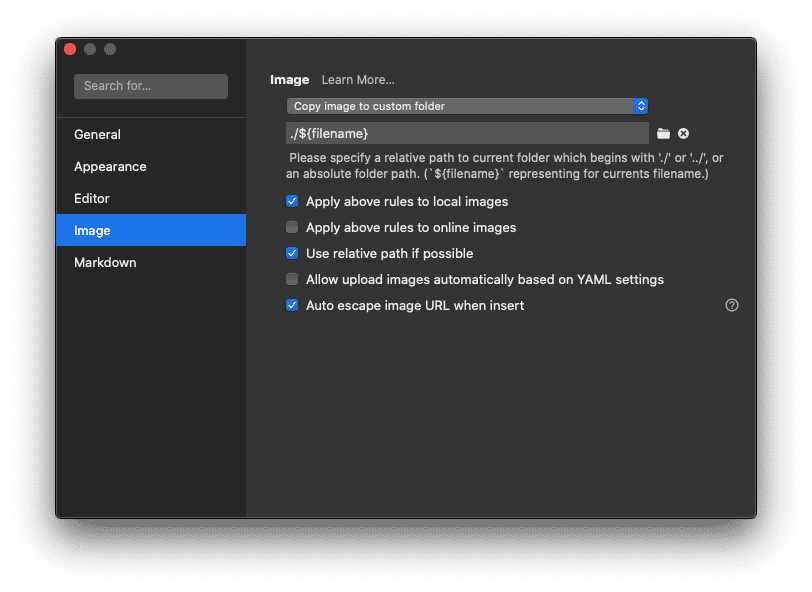 Search for...
General
Appearance
Editor
Image
Markdown
Image Learn More...
Copy image to custom folder
./${filename}
Please specify a relative path to current folder which begins with './' or '../', or
an absolute folder path. (`${filename}` representing for currents filename.)
Apply above rules to local images
Apply above rules to online images
Use relative path if possible
Allow upload images automatically based on YAML settings
Auto escape image URL when insert
?